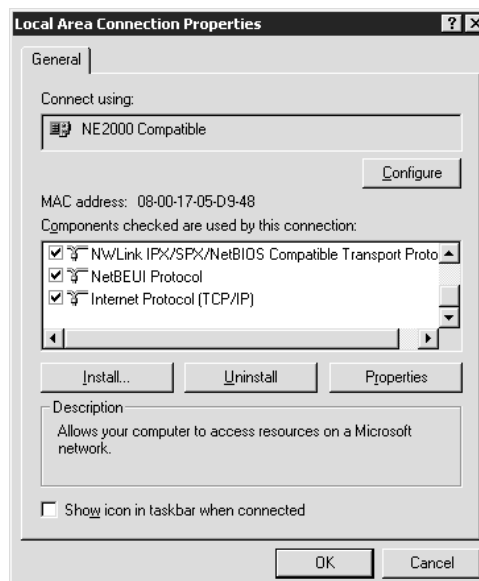 Local Area Connection Properties
General
Connect using:
NE2000 Compatible
Configure
MAC address: 08-00-17-05-D9-48
Components checked are used by this connection:
NWLink IPX/SPX/NetBIOS Compatible Transport Proto
NetBEUI Protocol
Internet Protocol (TCP/IP)
Install... Uninstall Properties
Description
Allows your computer to access resources on a Microsoft
network.
Show icon in taskbar when connected
OK Cancel